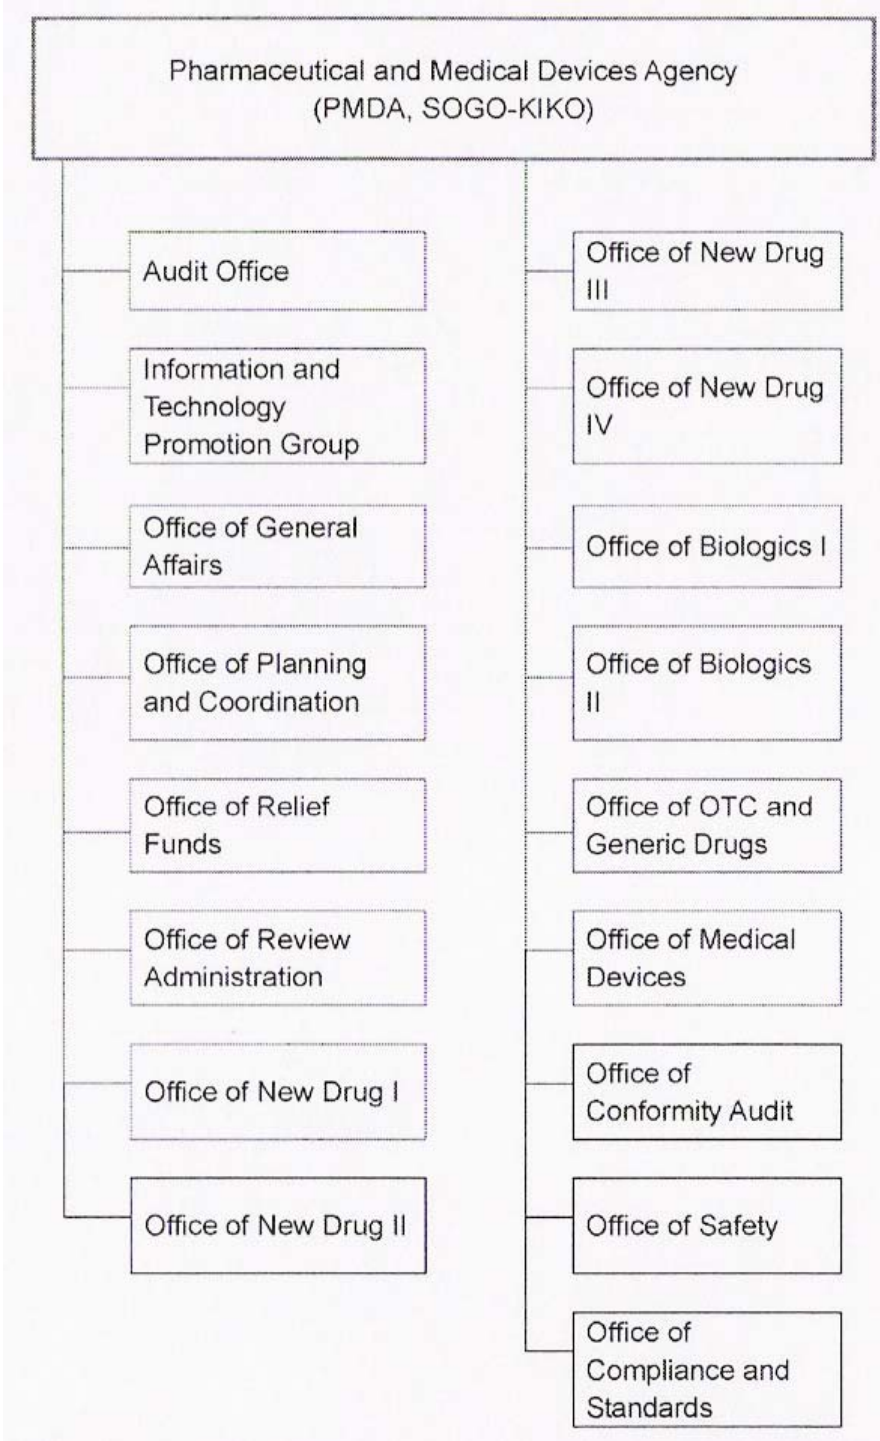 Pharmaceutical and Medical Devices Agency
(PMDA, SOGO-KIKO)
Audit Office
Information and
Technology
Promotion Group
Office of General
Affairs
Office of Planning
and Coordination
Office of Relief
Funds
Office of Review
Administration
Office of New Drug I
Office of New Drug II
Office of New Drug
III
Office of New Drug
IV
Office of Biologics I
Office of Biologics
II
Office of OTC and
Generic Drugs
Office of Medical
Devices
Office of
Conformity Audit
Office of Safety
Office of
Compliance and
Standards